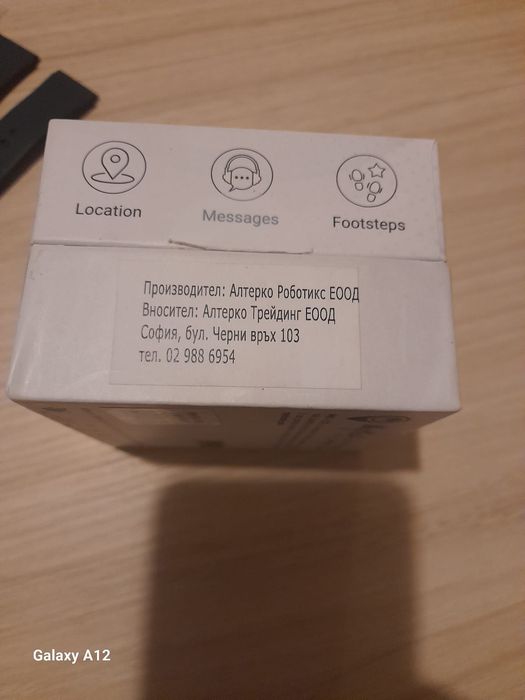 Location
Messages
Footsteps
Производител: Алтерко Роботикс ЕООД
Вносител: Алтерко Трейдинг ЕООД
София, бул. Черни връх 103
тел. 02 988 6954
Galaxy A12